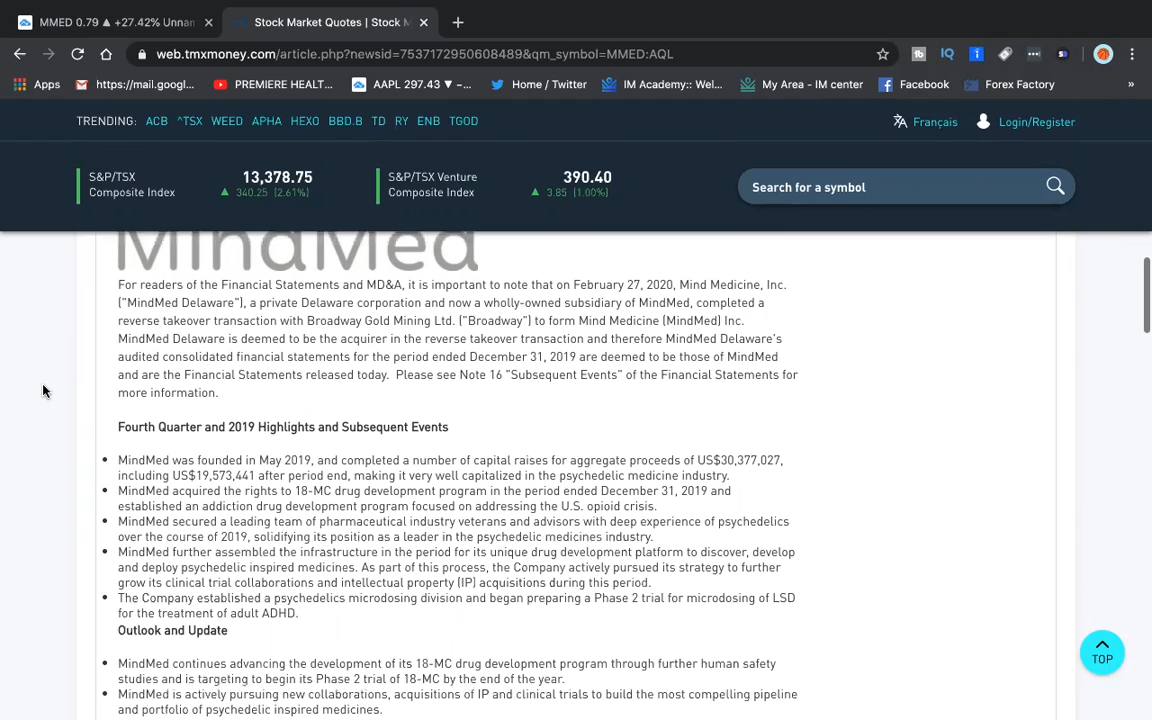 MMED 0.79 ▲ +27.42% Unnan
Stock Market Quotes | Stock M
web.tmxmoney.com/article.php?newsid=7537172950608489&qm_symbol=MMED:AQL
Apps
https://mail.googl...
PREMIERE HEALT...
AAPL 297.43 ▼ –...
Home / Twitter
IM Academy:: Wel...
My Area - IM center
Facebook
Forex Factory
»
TRENDING: ACB ^TSX WEED APHA HEXO BBD.B TD RY ENB TGOD
Français
Login/Register
S&P/TSX
Composite Index
13,378.75
▲ 340.25 (2.61%)
S&P/TSX Venture
Composite Index
390.40
▲ 3.85 (1.00%)
Search for a symbol
MindMed
For readers of the Financial Statements and MD&A, it is important to note that on February 27, 2020, Mind Medicine, Inc.
("MindMed Delaware"), a private Delaware corporation and now a wholly-owned subsidiary of MindMed, completed a
reverse takeover transaction with Broadway Gold Mining Ltd. ("Broadway") to form Mind Medicine (MindMed) Inc.
MindMed Delaware is deemed to be the acquirer in the reverse takeover transaction and therefore MindMed Delaware's
audited consolidated financial statements for the period ended December 31, 2019 are deemed to be those of MindMed
and are the Financial Statements released today. Please see Note 16 "Subsequent Events" of the Financial Statements for
more information.
Fourth Quarter and 2019 Highlights and Subsequent Events
• MindMed was founded in May 2019, and completed a number of capital raises for aggregate proceeds of US$30,377,027,
including US$19,573,441 after period end, making it very well capitalized in the psychedelic medicine industry.
• MindMed acquired the rights to 18-MC drug development program in the period ended December 31, 2019 and
established an addiction drug development program focused on addressing the U.S. opioid crisis.
• MindMed secured a leading team of pharmaceutical industry veterans and advisors with deep experience of psychedelics
over the course of 2019, solidifying its position as a leader in the psychedelic medicines industry.
• MindMed further assembled the infrastructure in the period for its unique drug development platform to discover, develop
and deploy psychedelic inspired medicines. As part of this process, the Company actively pursued its strategy to further
grow its clinical trial collaborations and intellectual property (IP) acquisitions during this period.
• The Company established a psychedelics microdosing division and began preparing a Phase 2 trial for microdosing of LSD
for the treatment of adult ADHD.
Outlook and Update
• MindMed continues advancing the development of its 18-MC drug development program through further human safety
studies and is targeting to begin its Phase 2 trial of 18-MC by the end of the year.
• MindMed is actively pursuing new collaborations, acquisitions of IP and clinical trials to build the most compelling pipeline
and portfolio of psychedelic inspired medicines.
TOP